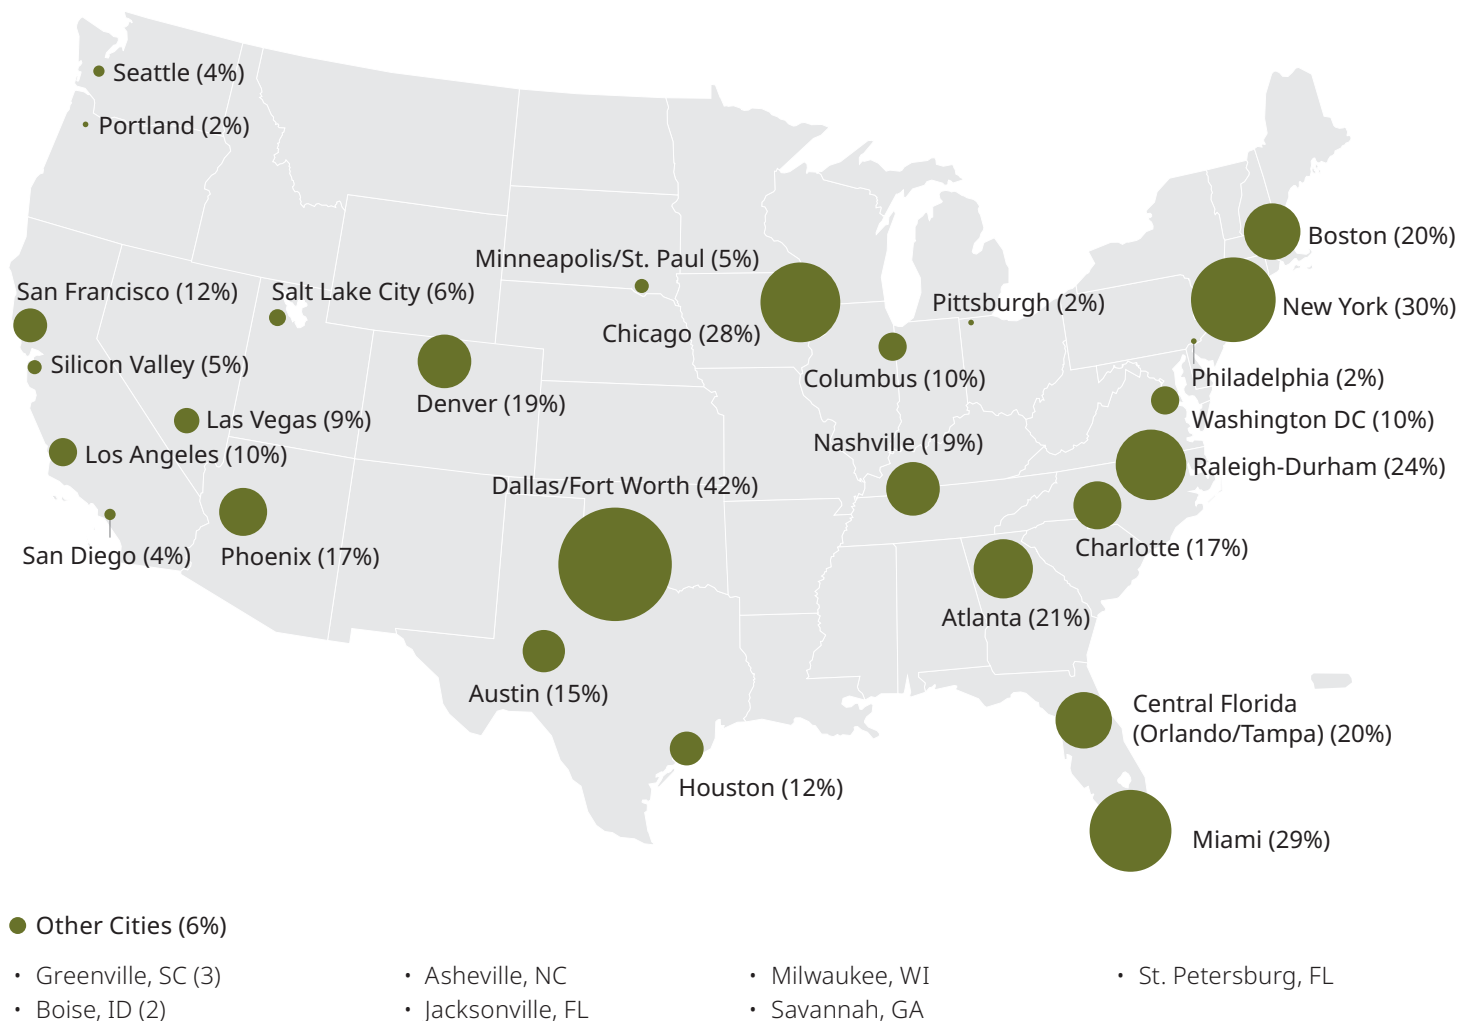 Seattle (4%)
Portland (2%)
Boston (20%)
Minneapolis/St. Paul (5%)
San Francisco (12%)
Salt Lake City (6%)
Pittsburgh (2%)
New York (30%)
Chicago (28%)
Silicon Valley (5%)
Columbus (10%)
Philadelphia (2%)
Denver (19%)
Las Vegas (9%)
Washington DC (10%)
Nashville (19%)
Los Angeles (10%)
Raleigh-Durham (24%)
Dallas/Fort Worth (42%)
Charlotte (17%)
San Diego (4%)
Phoenix (17%)
Atlanta (21%)
Austin (15%)
Central Florida
(Orlando/Tampa) (20%)
Houston (12%)
Miami (29%)
Other Cities (6%)
• Greenville, SC (3)
• Boise, ID (2)
• Asheville, NC
• Jacksonville, FL
• Milwaukee, WI
• Savannah, GA
• St. Petersburg, FL